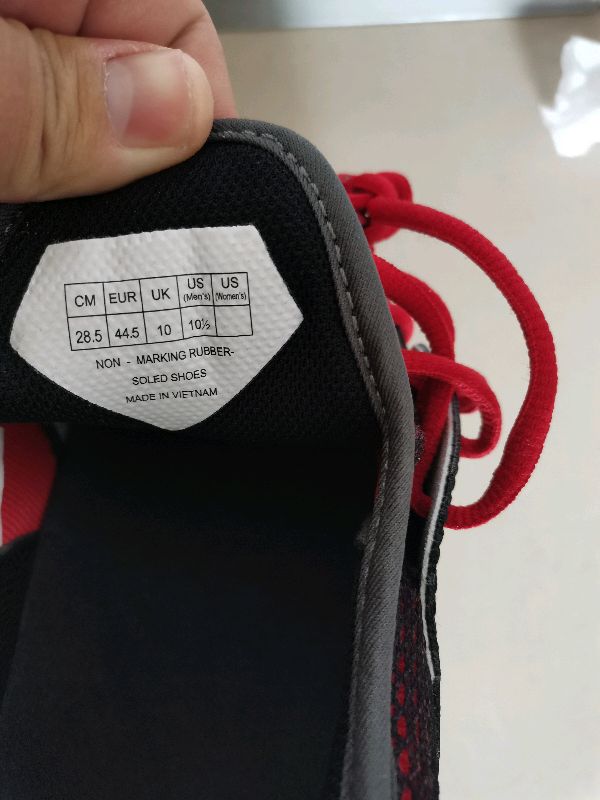 CM EUR UK US (Men's) US (Women's)
28.5 44.5 10 10½
NON - MARKING RUBBER-
SOLED SHOES
MADE IN VIETNAM